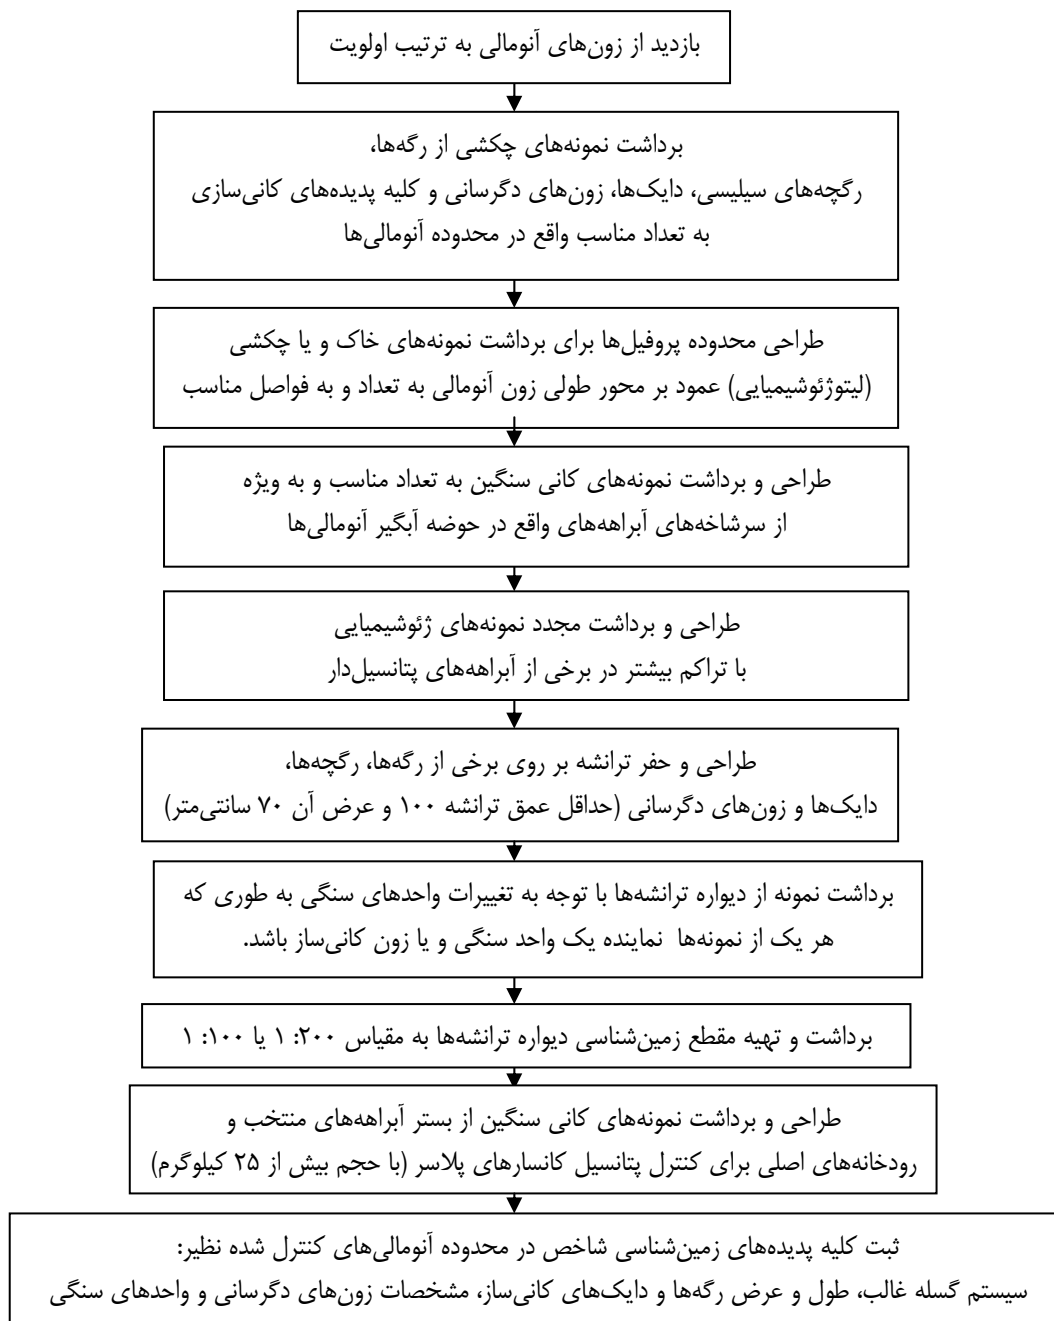 بازدید از زون‌های آنومالی به ترتیب اولویت
برداشت نمونه‌های چکشی از رگه‌ها،
رگچه‌های سیلیسی، دایک‌ها، زون‌های دگرسانی و کلیه پدیده‌های کانی‌سازی
به تعداد مناسب واقع در محدوده آنومالی‌ها
طراحی محدوده پروفیل‌ها برای برداشت نمونه‌های خاک و یا چکشی
(لیتوژئوشیمیایی) عمود بر محور طولی زون آنومالی به تعداد و به فواصل مناسب
طراحی و برداشت نمونه‌های کانی سنگین به تعداد مناسب و به ویژه
از سرشاخه‌های آبراهه‌های واقع در حوضه آبگیر آنومالی‌ها
طراحی و برداشت مجدد نمونه‌های ژئوشیمیایی
با تراکم بیشتر در برخی از آبراهه‌های پتانسیل‌دار
طراحی و حفر ترانشه بر روی برخی از رگه‌ها، رگچه‌ها،
دایک‌ها و زون‌های دگرسانی (حداقل عمق ترانشه ۱۰۰ و عرض آن ۷۰ سانتی‌متر)
برداشت نمونه از دیواره ترانشه‌ها با توجه به تغییرات واحدهای سنگی به طوری که
هر یک از نمونه‌ها نماینده یک واحد سنگی و یا زون کانی‌ساز باشد.
برداشت و تهیه مقطع زمین‌شناسی دیواره ترانشه‌ها به مقیاس ۲۰۰: ۱ یا ۱۰۰: ۱
طراحی و برداشت نمونه‌های کانی سنگین از بستر آبراهه‌های منتخب و
رودخانه‌های اصلی برای کنترل پتانسیل کانسارهای پلاسر (با حجم بیش از ۲۵ کیلوگرم)
ثبت کلیه پدیده‌های زمین‌شناسی شاخص در محدوده آنومالی‌های کنترل شده نظیر:
سیستم گسله غالب، طول و عرض رگه‌ها و دایک‌های کانی‌ساز، مشخصات زون‌های دگرسانی و واحدهای سنگی